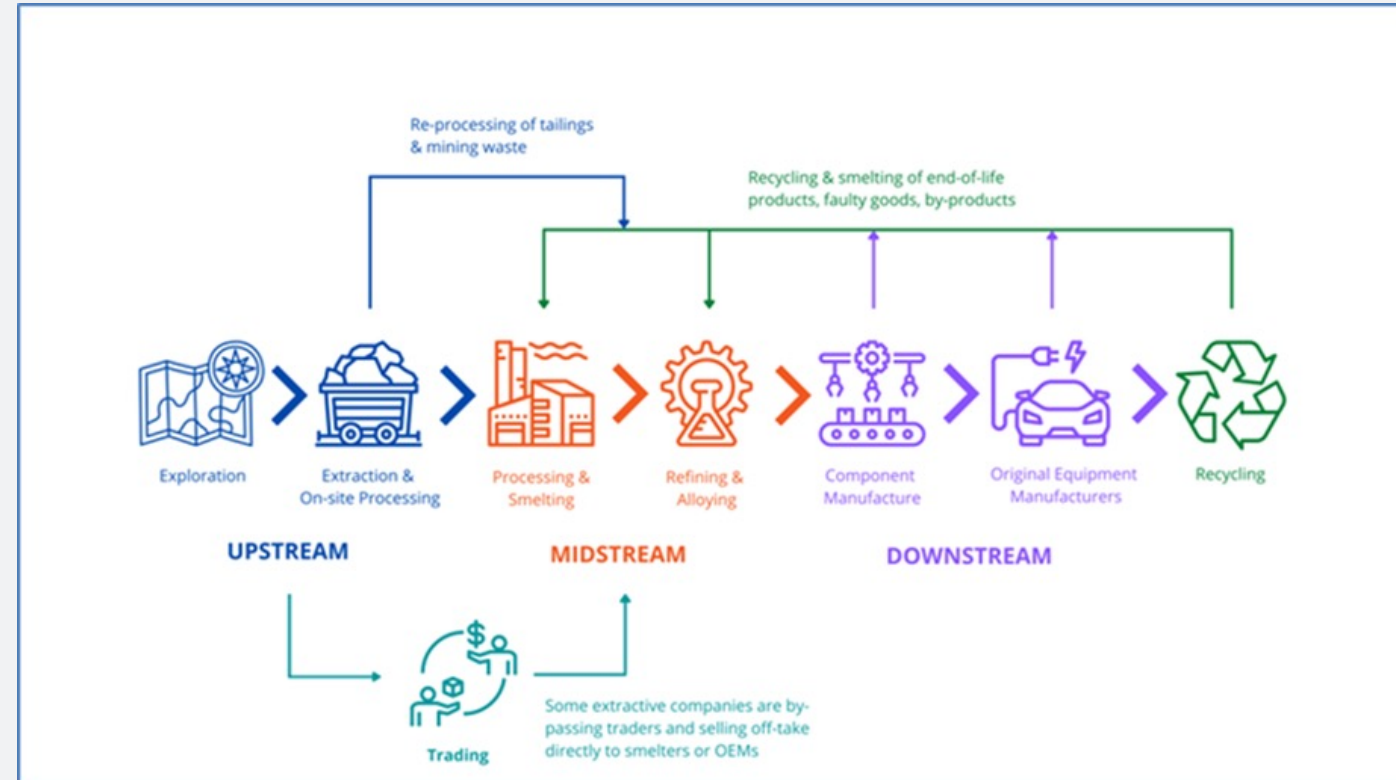 Re-processing of tailings
& mining waste
Recycling & smelting of end-of-life
products, faulty goods, by-products
Exploration
Extraction &
On-site Processing
Processing &
Smelting
Refining &
Alloying
Component
Manufacture
Original Equipment
Manufacturers
Recycling
UPSTREAM
MIDSTREAM
DOWNSTREAM
$
Trading
Some extractive companies are by-
passing traders and selling off-take
directly to smelters or OEMs